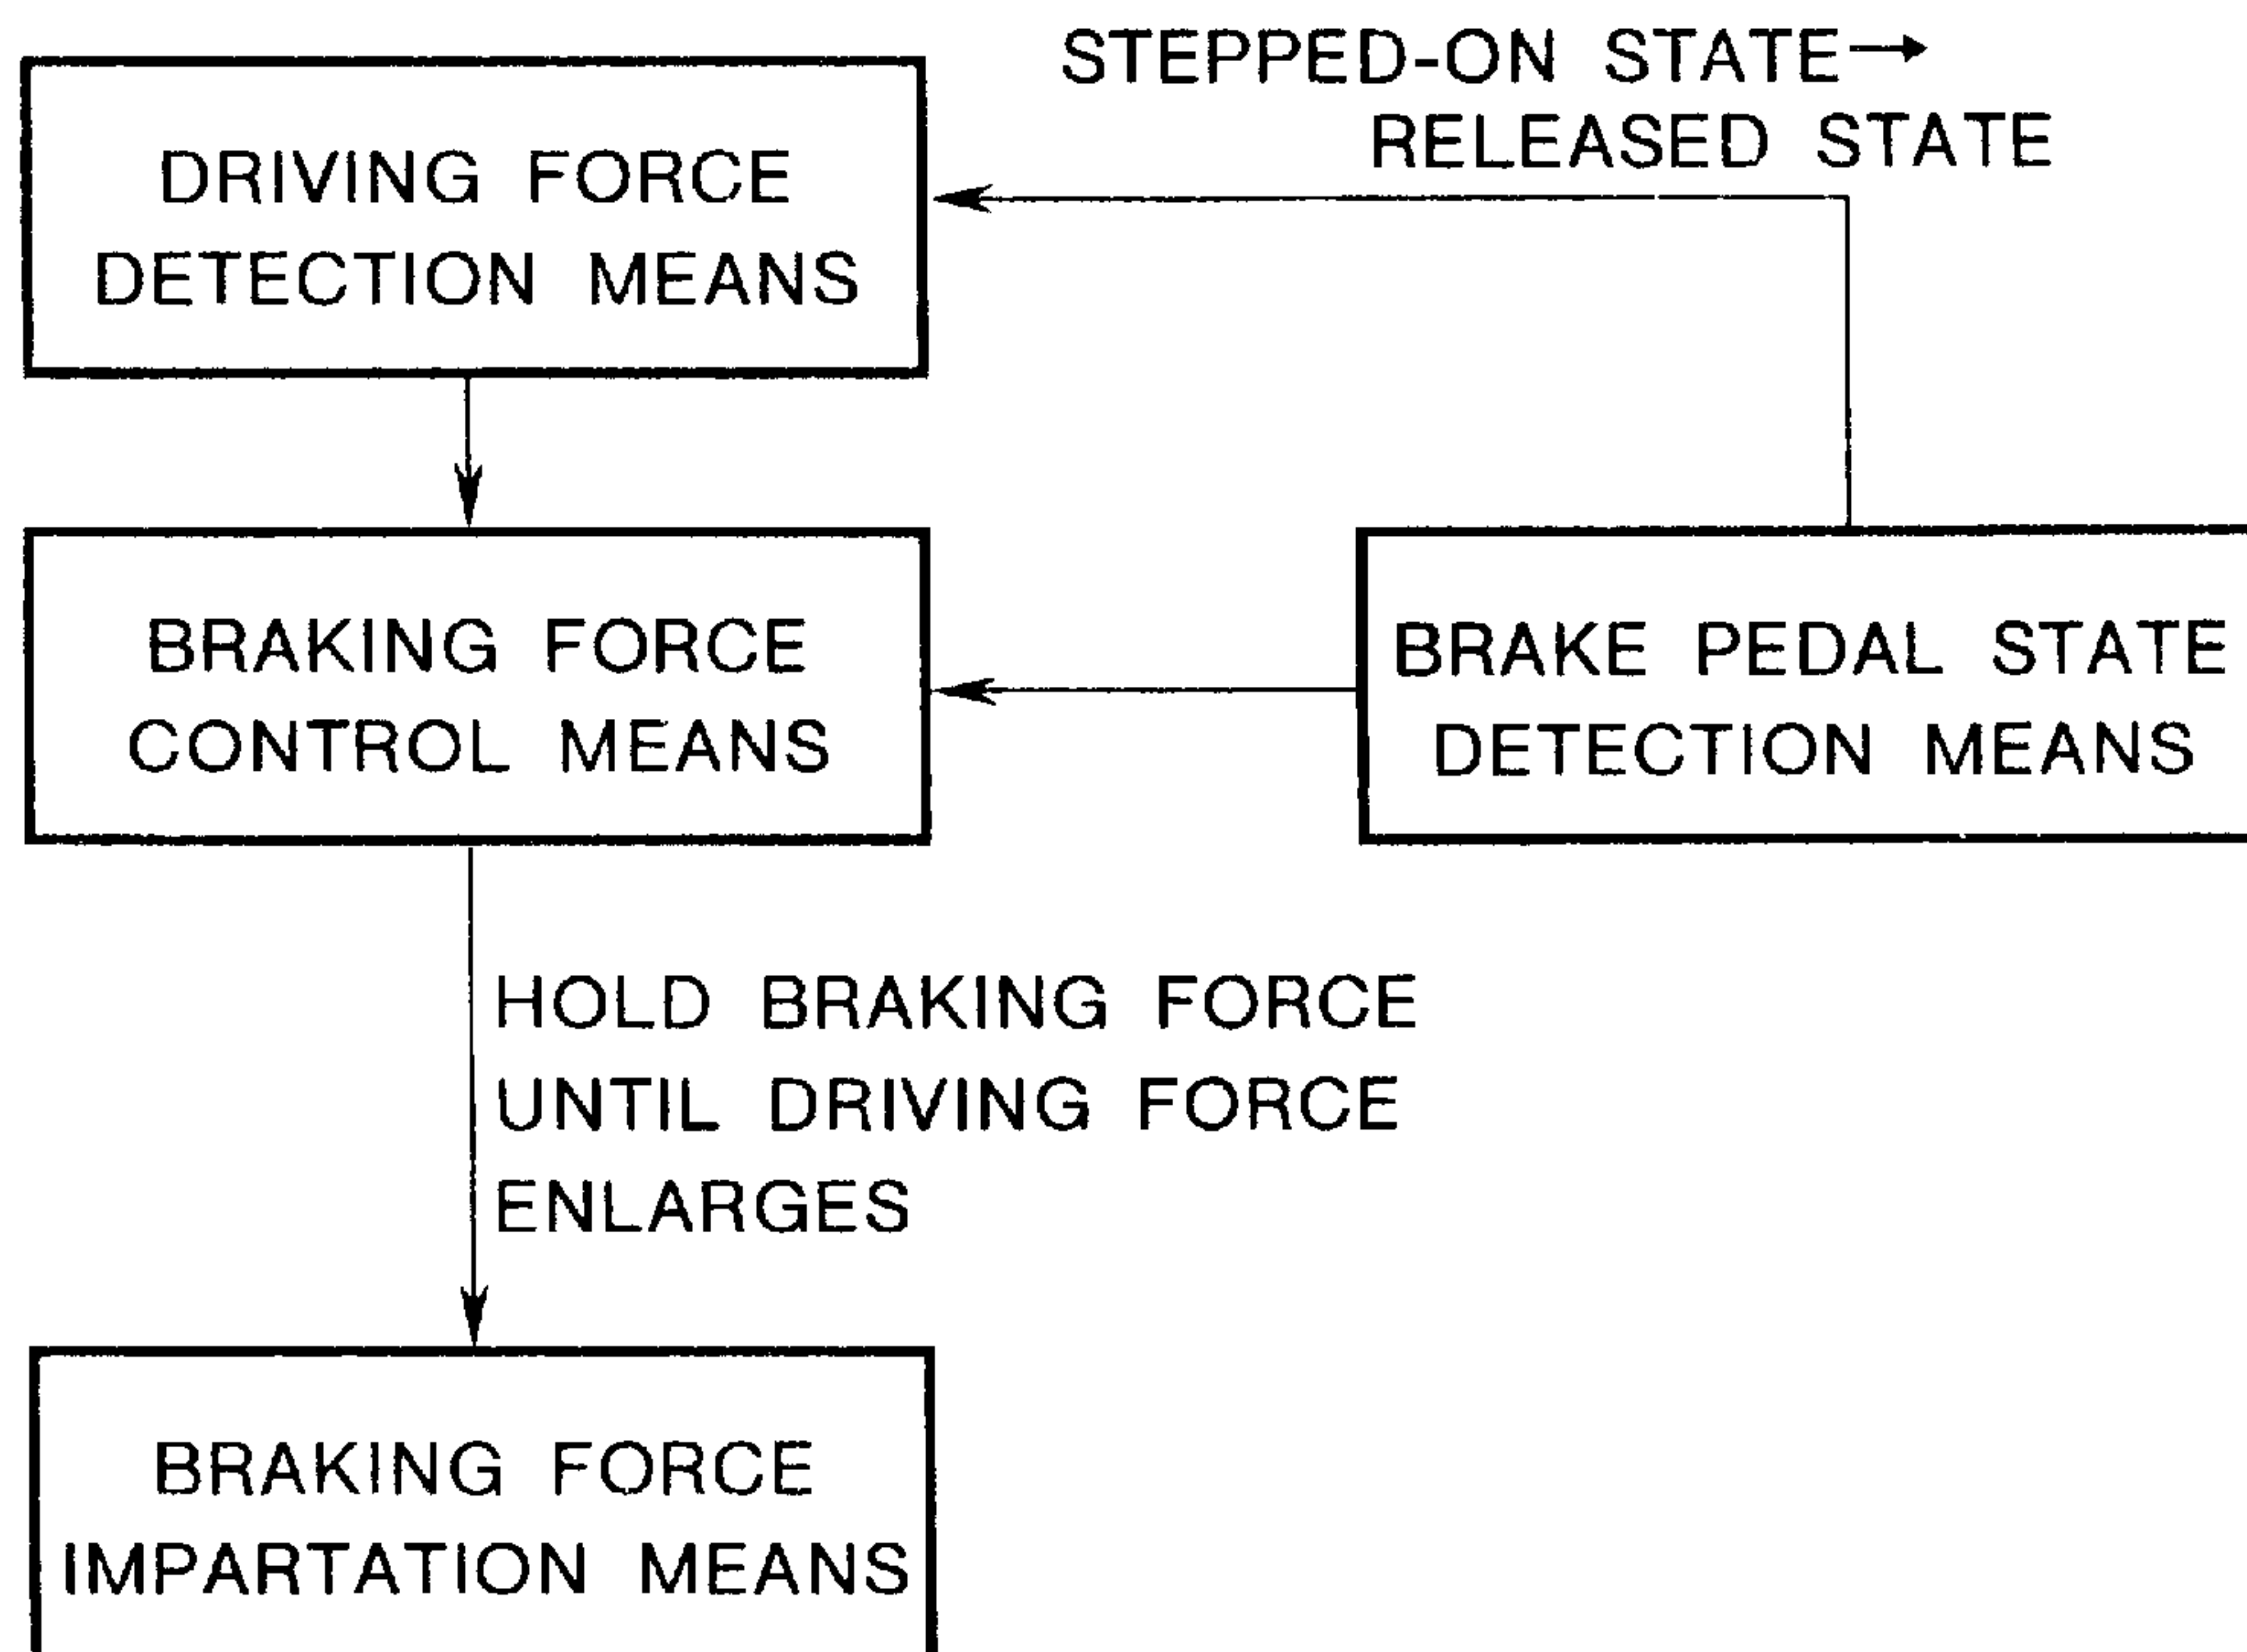 STEPPED-ON STATE→
RELEASED STATE
DRIVING FORCE
DETECTION MEANS
BRAKING FORCE
CONTROL MEANS
BRAKE PEDAL STATE
DETECTION MEANS
HOLD BRAKING FORCE
UNTIL DRIVING FORCE
ENLARGES
BRAKING FORCE
IMPARTATION MEANS